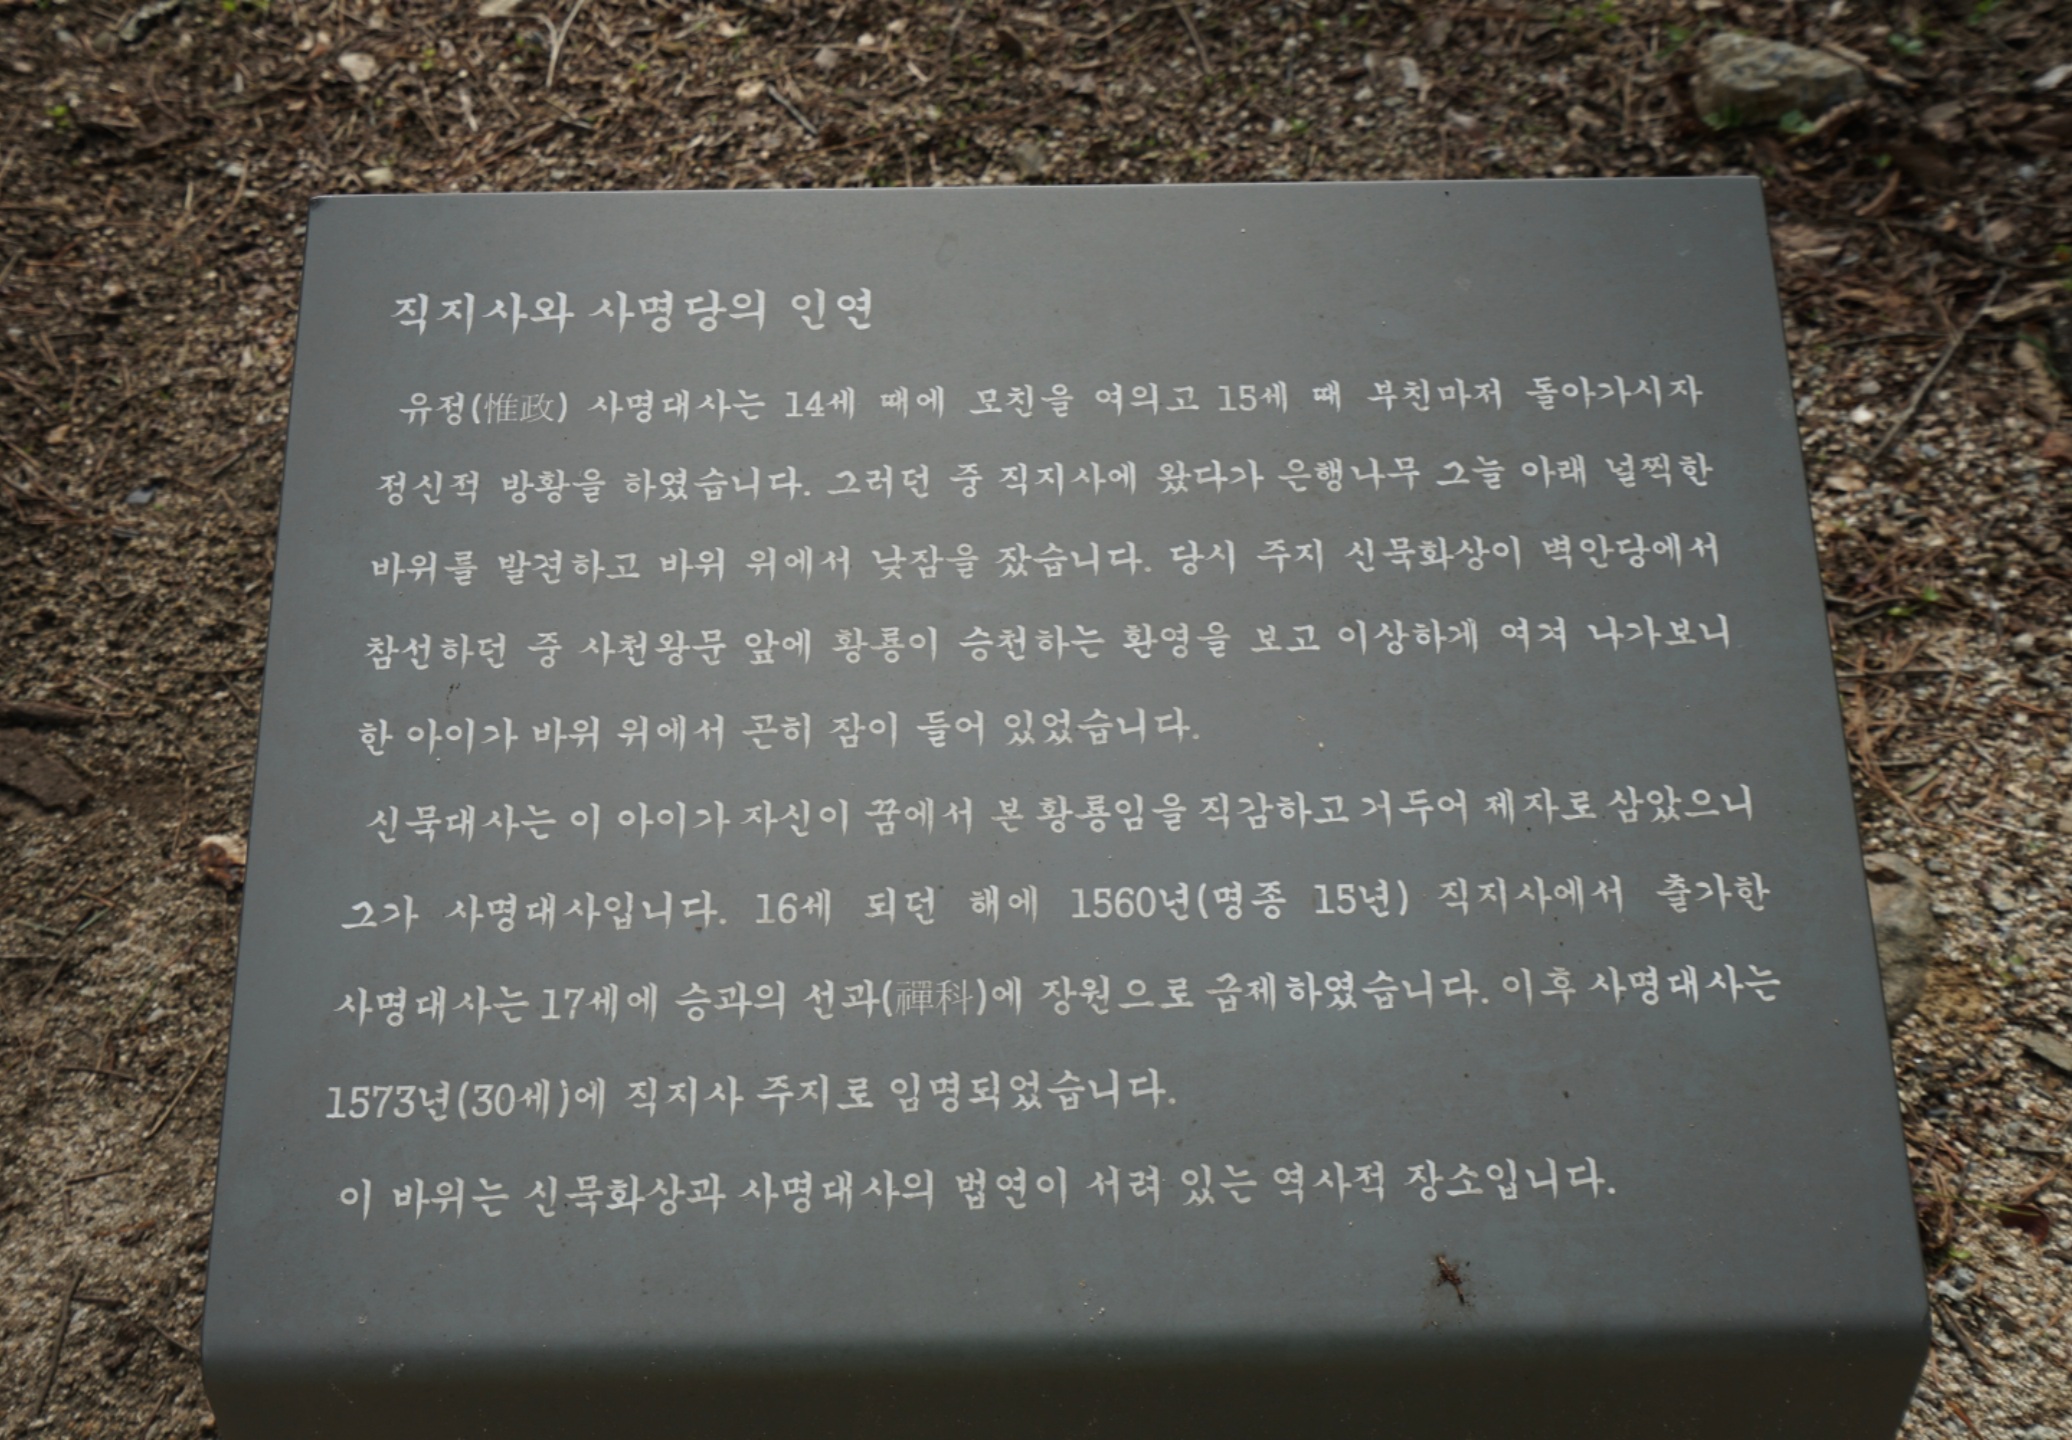 직지사와 사명당의 인연
유정(惟政) 사명대사는 14세 때에 모친을 여의고 15세 때 부친마저 돌아가시자
정신적 방황을 하였습니다. 그러던 중 직지사에 왔다가 은행나무 그늘 아래 널찍한
바위를 발견하고 바위 위에서 낮잠을 잤습니다. 당시 주지 신묵화상이 벽안당에서
참선하던 중 사천왕문 앞에 황룡이 승천하는 환영을 보고 이상하게 여겨 나가보니
한 아이가 바위 위에서 곤히 잠이 들어 있었습니다.
신묵대사는 이 아이가 자신이 꿈에서 본 황룡임을 직감하고 거두어 제자로 삼았으니
그가 사명대사입니다. 16세 되던 해에 1560년(명종 15년) 직지사에서 출가한
사명대사는 17세에 승과의 선과(禪科)에 장원으로 급제하였습니다. 이후 사명대사는
1573년(30세)에 직지사 주지로 임명되었습니다.
이 바위는 신묵화상과 사명대사의 법연이 서려 있는 역사적 장소입니다.